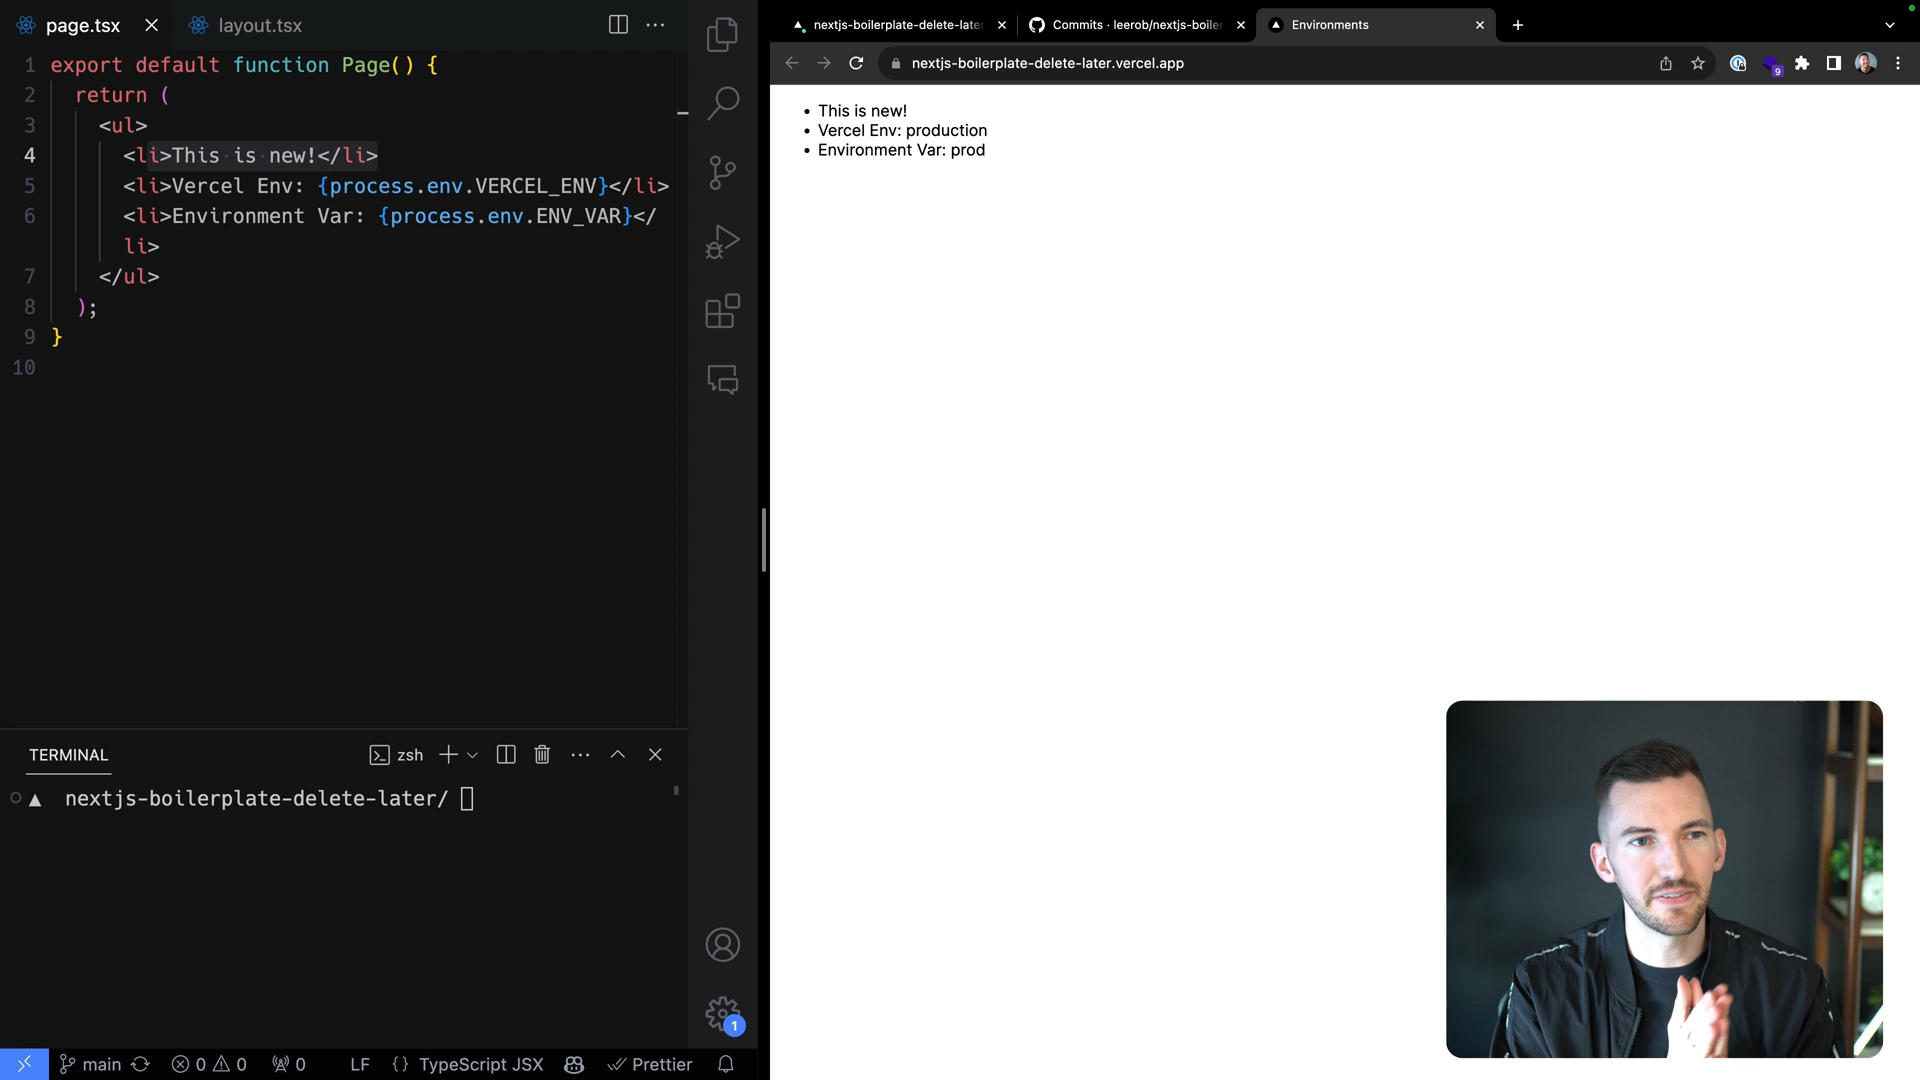 page.tsx
layout.tsx
1 export default function Page() {
2 return (
3 <ul>
4 <li>This is new!</li>
5 <li>Vercel Env: {process.env.VERCEL_ENV}</li>
6 <li>Environment Var: {process.env.ENV_VAR}</
li>
7 </ul>
8 );
9 }
10
TERMINAL
zsh
nextjs-boilerplate-delete-later/
1
main
0
0
0
LF
{}
TypeScript JSX
Prettier
nextjs-boilerplate-delete-late
Commits · leerob/nextjs-boiler
Environments
nextjs-boilerplate-delete-later.vercel.app
9
• This is new!
• Vercel Env: production
• Environment Var: prod